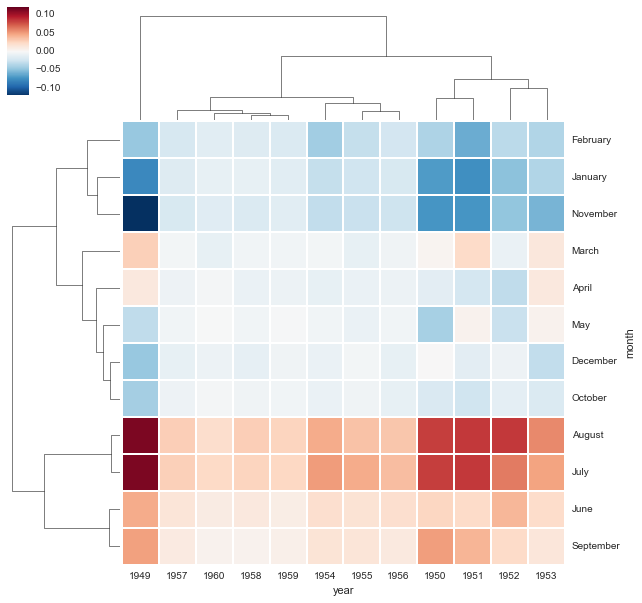 0.10
0.05
0.00
−0.05
−0.10
February
January
November
March
April
May
December
October
August
July
June
September
month
1949 1957 1960 1958 1959 1954 1955 1956 1950 1951 1952 1953
year